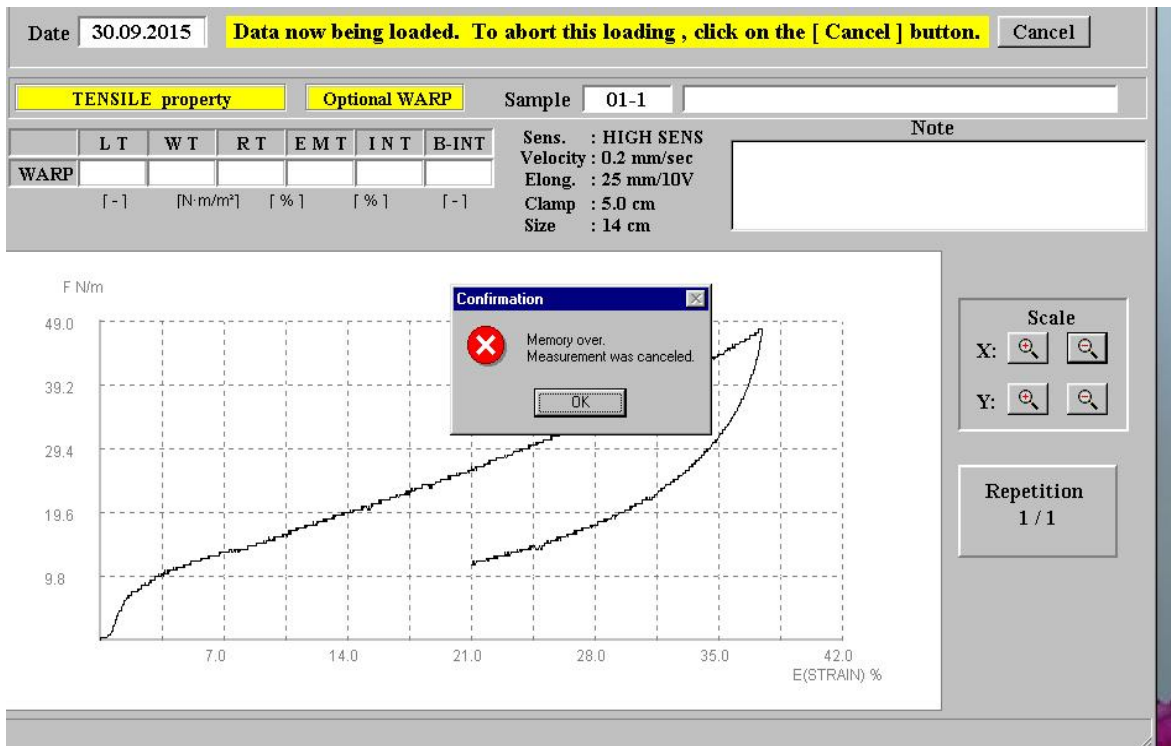 Date 30.09.2015 Data now being loaded. To abort this loading , click on the [ Cancel ] button. Cancel
TENSILE property Optional WARP Sample 01-1
L T W T R T E M T I N T B-INT
WARP
[ - ] [N·m/m²] [ % ] [ % ] [ - ]
Sens. : HIGH SENS
Velocity : 0.2 mm/sec
Elong. : 25 mm/10V
Clamp : 5.0 cm
Size : 14 cm
Note
F N/m
49.0
39.2
29.4
19.6
9.8
7.0 14.0 21.0 28.0 35.0 42.0
E(STRAIN) %
Confirmation
Memory over.
Measurement was canceled.
OK
Scale
X:
Y:
Repetition
1 / 1